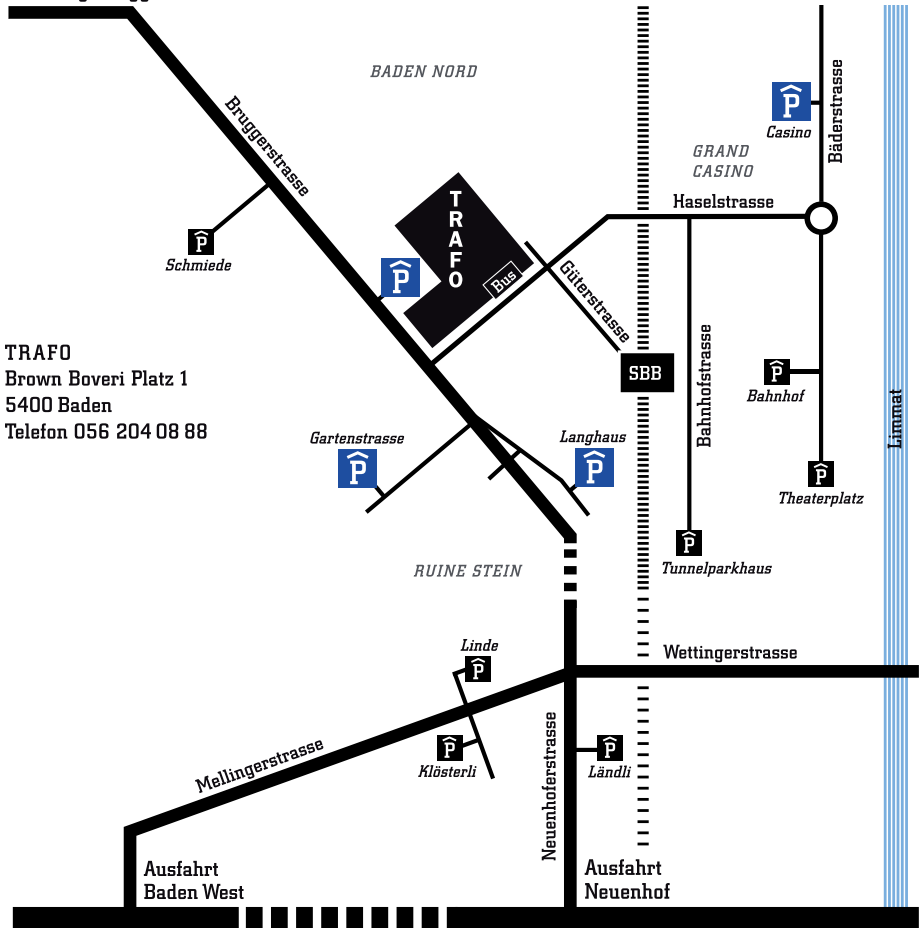 BADEN NORD
Bruggerstrasse
P
Casino
Bäderstrasse
GRAND
CASINO
Haselstrasse
TRAFO
P
Schmiede
P
Bus
Güterstrasse
TRAFO
Brown Boveri Platz 1
5400 Baden
Telefon 056 204 08 88
SBB
Bahnhofstrasse
P
Bahnhof
Limmat
Gartenstrasse
P
Langhaus
P
P
Theaterplatz
P
Tunnelparkhaus
RUINE STEIN
Linde
P
Wettingerstrasse
Mellingerstrasse
P
Klösterli
Neuenhoferstrasse
P
Ländli
Ausfahrt
Baden West
Ausfahrt
Neuenhof